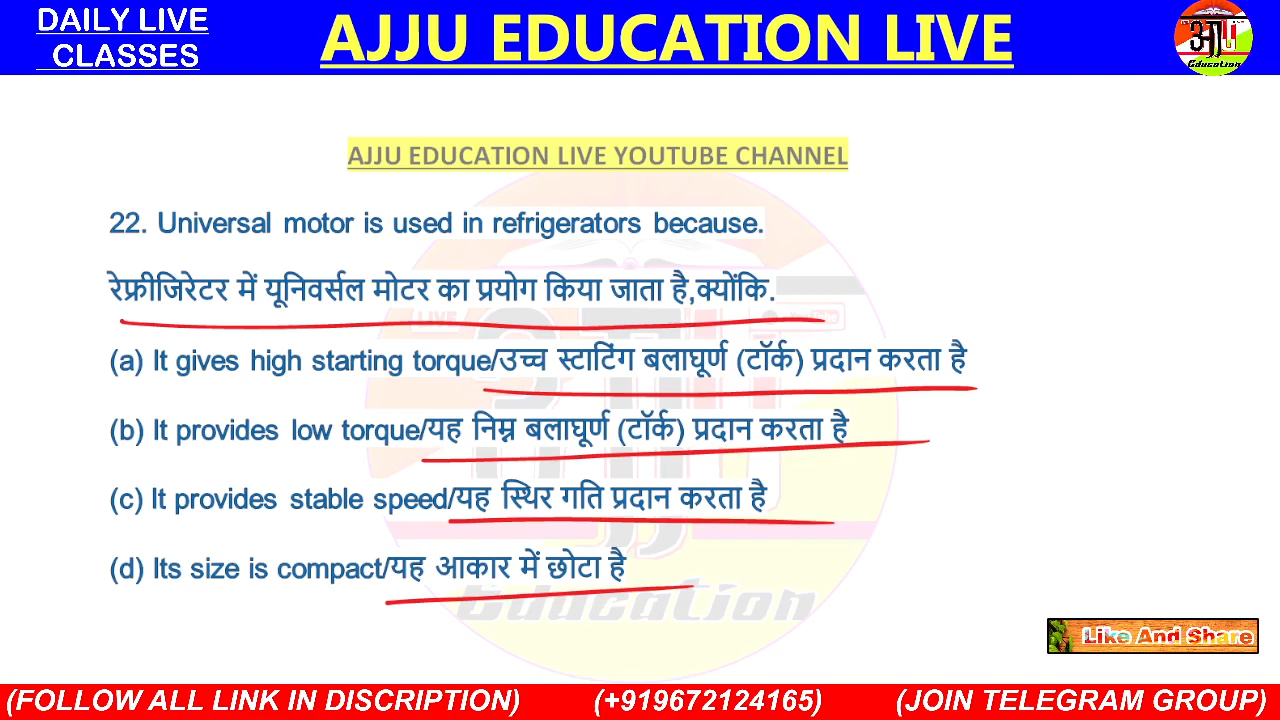 DAILY LIVE
CLASSES
AJJU EDUCATION LIVE
Education
AJJU EDUCATION LIVE YOUTUBE CHANNEL
22. Universal motor is used in refrigerators because.
रेफ्रीजिरेटर में यूनिवर्सल मोटर का प्रयोग किया जाता है,क्योंकि.
LIVE
(a) It gives high starting torque/उच्च स्टाटिंग बलाघूर्ण (टॉर्क) प्रदान करता है
(b) It provides low torque/यह निम्न बलाघूर्ण (टॉर्क) प्रदान करता है
(c) It provides stable speed/यह स्थिर गति प्रदान करता है
(d) Its size is compact/यह आकार में छोटा है
Education
Like And Share
(FOLLOW ALL LINK IN DISCRIPTION) (+919672124165) (JOIN TELEGRAM GROUP)